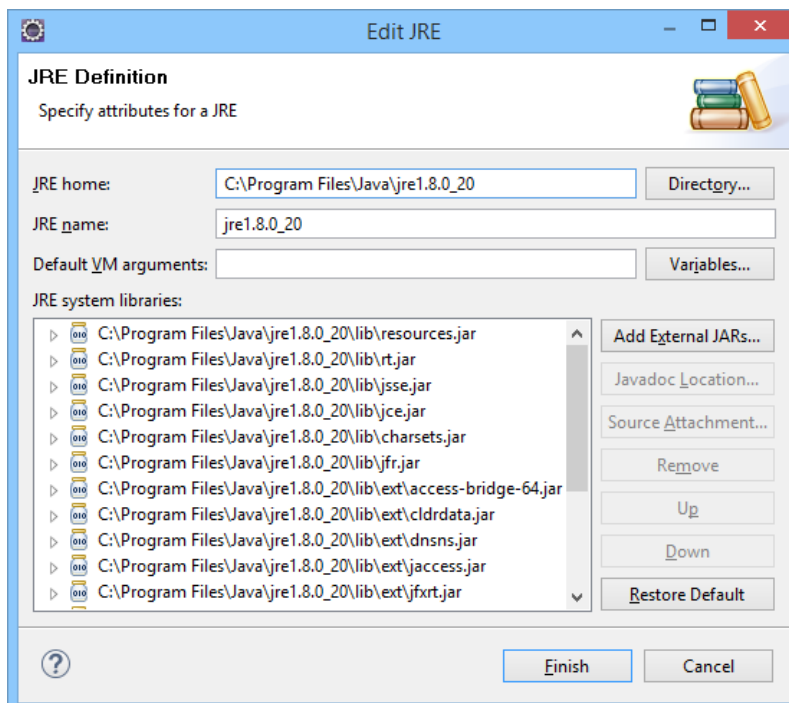 Edit JRE
JRE Definition
Specify attributes for a JRE
JRE home: C:\Program Files\Java\jre1.8.0_20 Directory...
JRE name: jre1.8.0_20
Default VM arguments: Variables...
JRE system libraries:
C:\Program Files\Java\jre1.8.0_20\lib\resources.jar
C:\Program Files\Java\jre1.8.0_20\lib\rt.jar
C:\Program Files\Java\jre1.8.0_20\lib\jsse.jar
C:\Program Files\Java\jre1.8.0_20\lib\jce.jar
C:\Program Files\Java\jre1.8.0_20\lib\charsets.jar
C:\Program Files\Java\jre1.8.0_20\lib\jfr.jar
C:\Program Files\Java\jre1.8.0_20\lib\ext\access-bridge-64.jar
C:\Program Files\Java\jre1.8.0_20\lib\ext\cldrdata.jar
C:\Program Files\Java\jre1.8.0_20\lib\ext\dnsns.jar
C:\Program Files\Java\jre1.8.0_20\lib\ext\jaccess.jar
C:\Program Files\Java\jre1.8.0_20\lib\ext\jfxrt.jar
Add External JARs...
Javadoc Location...
Source Attachment...
Remove
Up
Down
Restore Default
Finish Cancel